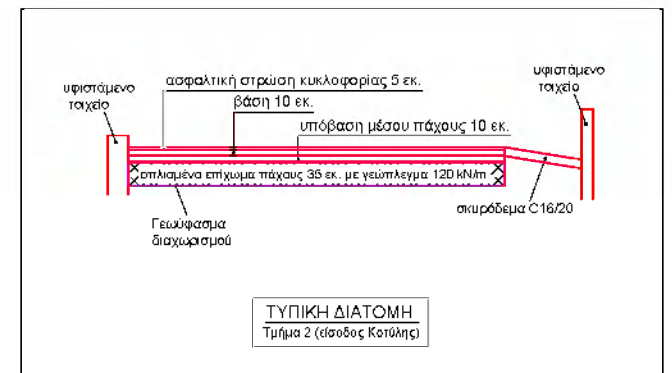 υφιστάμενο
τοιχείο
ασφαλτική στρώση κυκλοφορίας 5 εκ.
βάση 10 εκ.
υπόβαση μέσου πάχους 10 εκ.
υφιστάμενο
τοιχείο
οπλισμένο επίχωμα πάχους 35 εκ. με γεώπλεγμα 120 kN/m
σκυρόδεμα C16/20
Γεωύφασμα
διαχωρισμού
ΤΥΠΙΚΗ ΔΙΑΤΟΜΗ
Τμήμα 2 (είσοδος Κοτύλης)